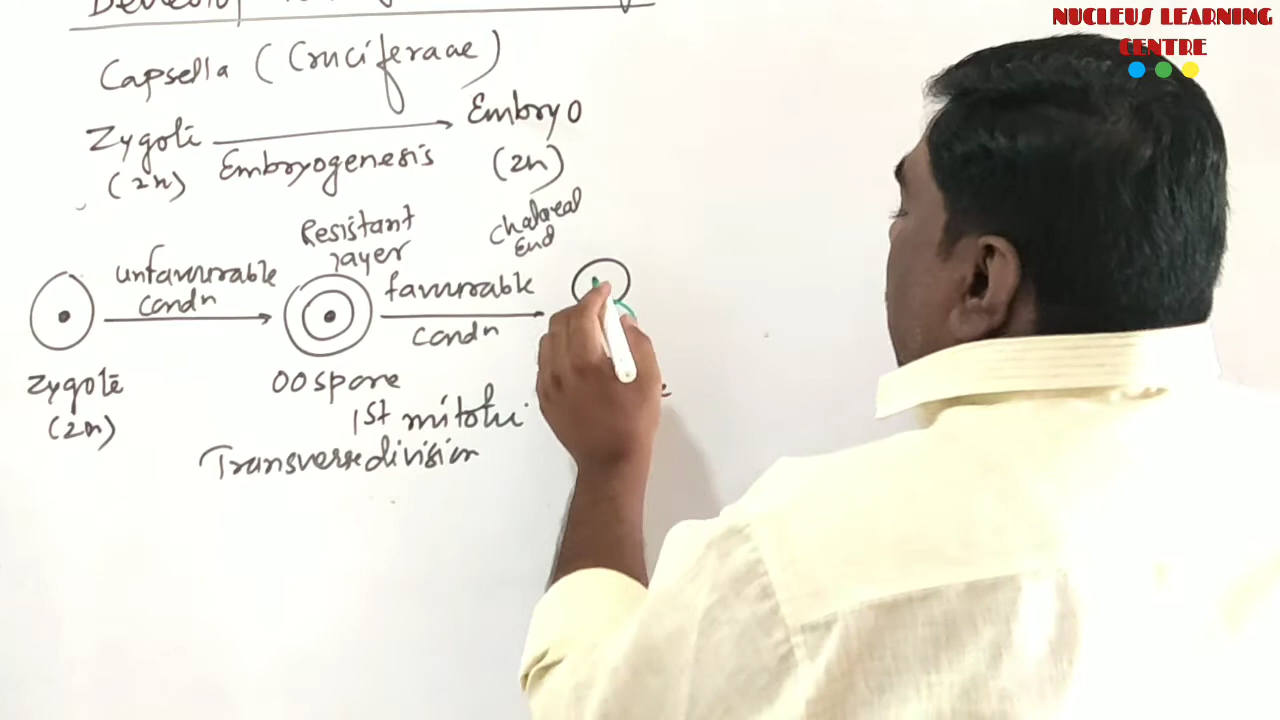 NUCLEUS LEARNING
CENTRE
Capsella (Cruciferae)
Zygote Embryogenesis Embryo
(2n) (2n)
Resistant
layer
Chalazal
End
unfavourable
condn
favourable
condn
Zygote
(2n)
Oospore
1st mitotic
Transverse division